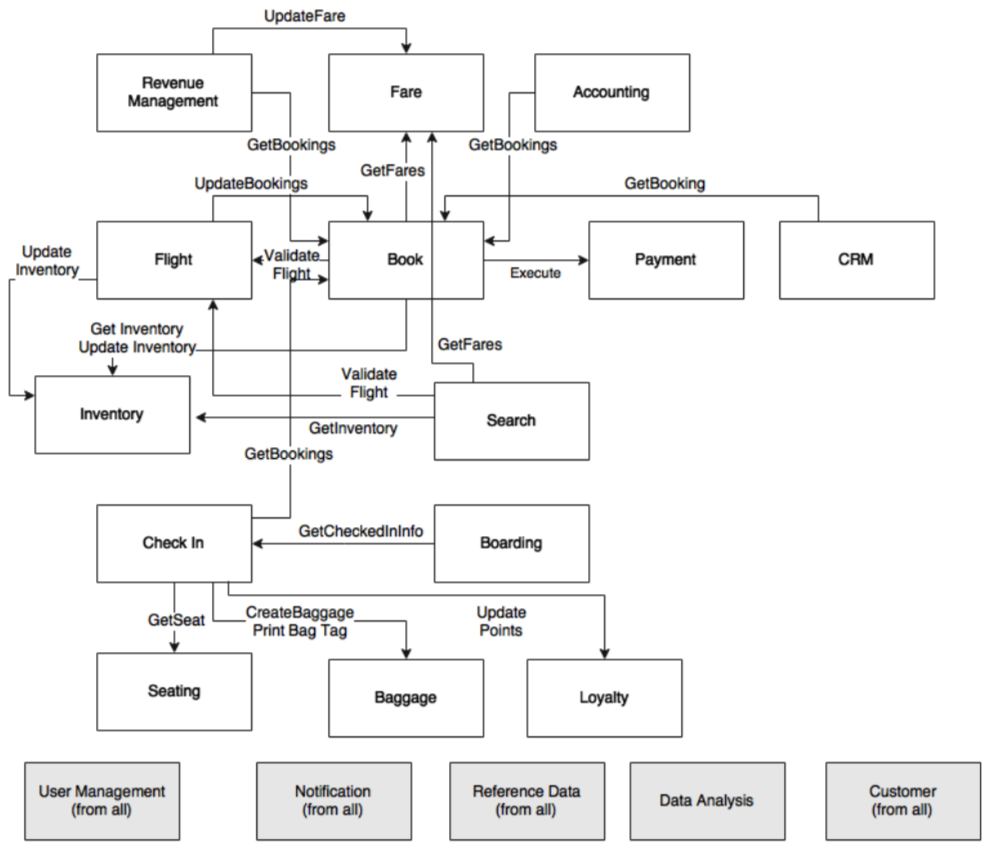 UpdateFare
Revenue
Management
Fare
Accounting
GetBookings
GetBookings
GetFares
UpdateBookings
GetBooking
Update
Inventory
Flight
Validate
Flight
Book
Execute
Payment
CRM
Get Inventory
Update Inventory
GetFares
Validate
Flight
Inventory
GetInventory
Search
GetBookings
Check In
GetCheckedInInfo
Boarding
GetSeat
CreateBaggage
Print Bag Tag
Update
Points
Seating
Baggage
Loyalty
User Management
(from all)
Notification
(from all)
Reference Data
(from all)
Data Analysis
Customer
(from all)